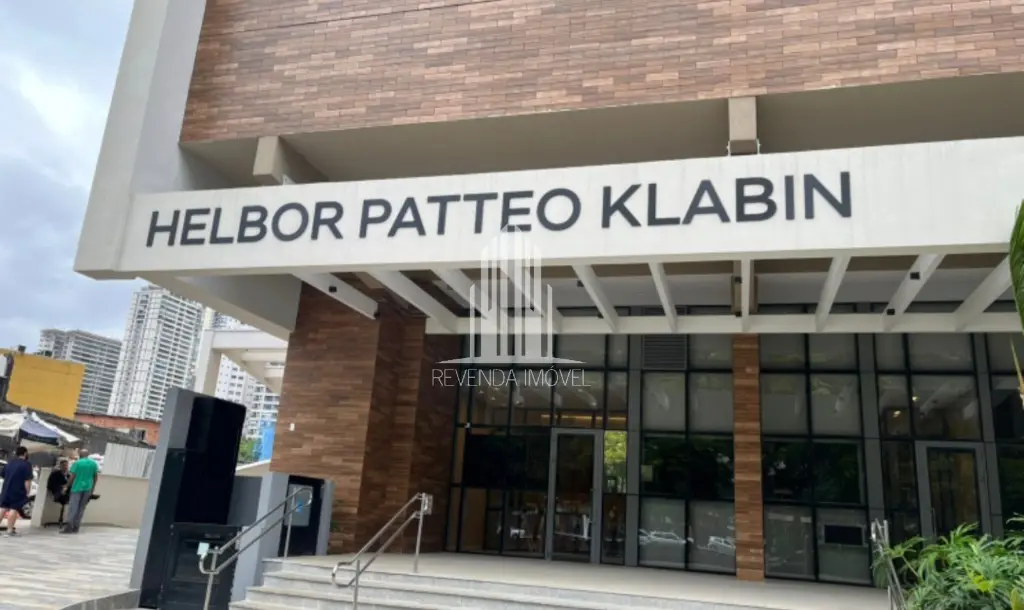 HELBOR PATTEO KLABIN
REVENDA IMÓVEL